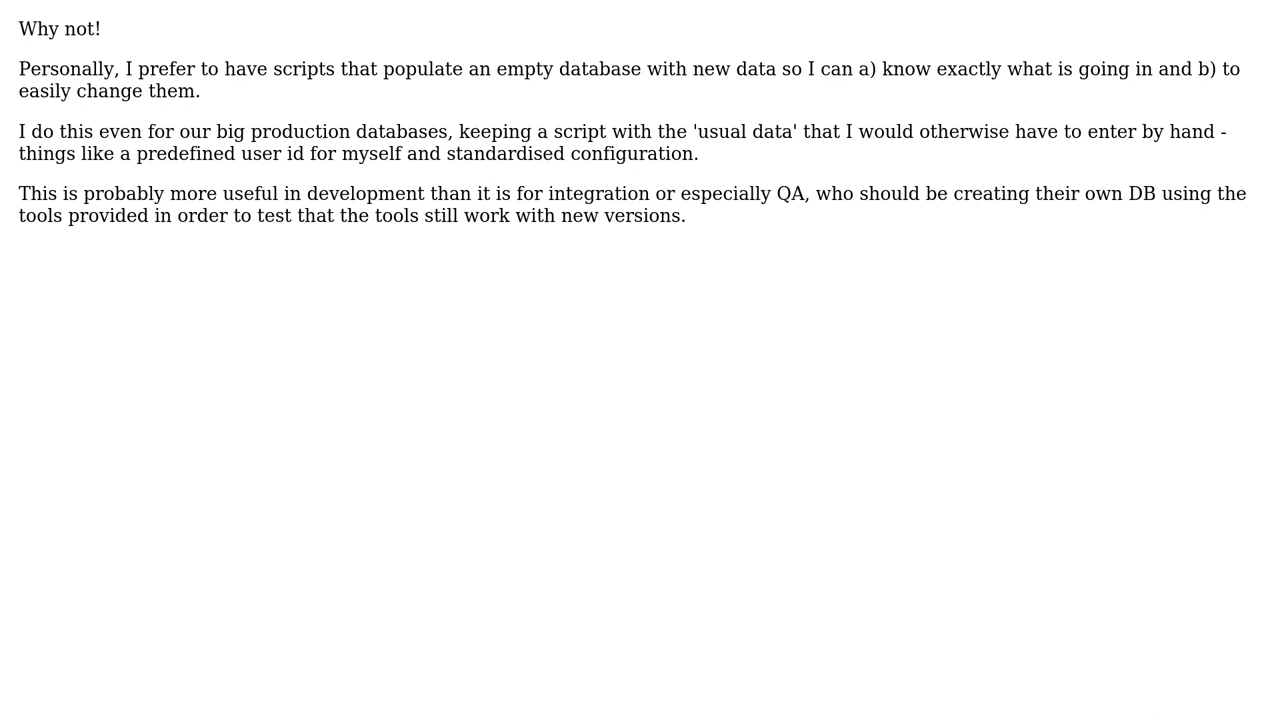 Why not!
Personally, I prefer to have scripts that populate an empty database with new data so I can a) know exactly what is going in and b) to
easily change them.
I do this even for our big production databases, keeping a script with the 'usual data' that I would otherwise have to enter by hand -
things like a predefined user id for myself and standardised configuration.
This is probably more useful in development than it is for integration or especially QA, who should be creating their own DB using the
tools provided in order to test that the tools still work with new versions.